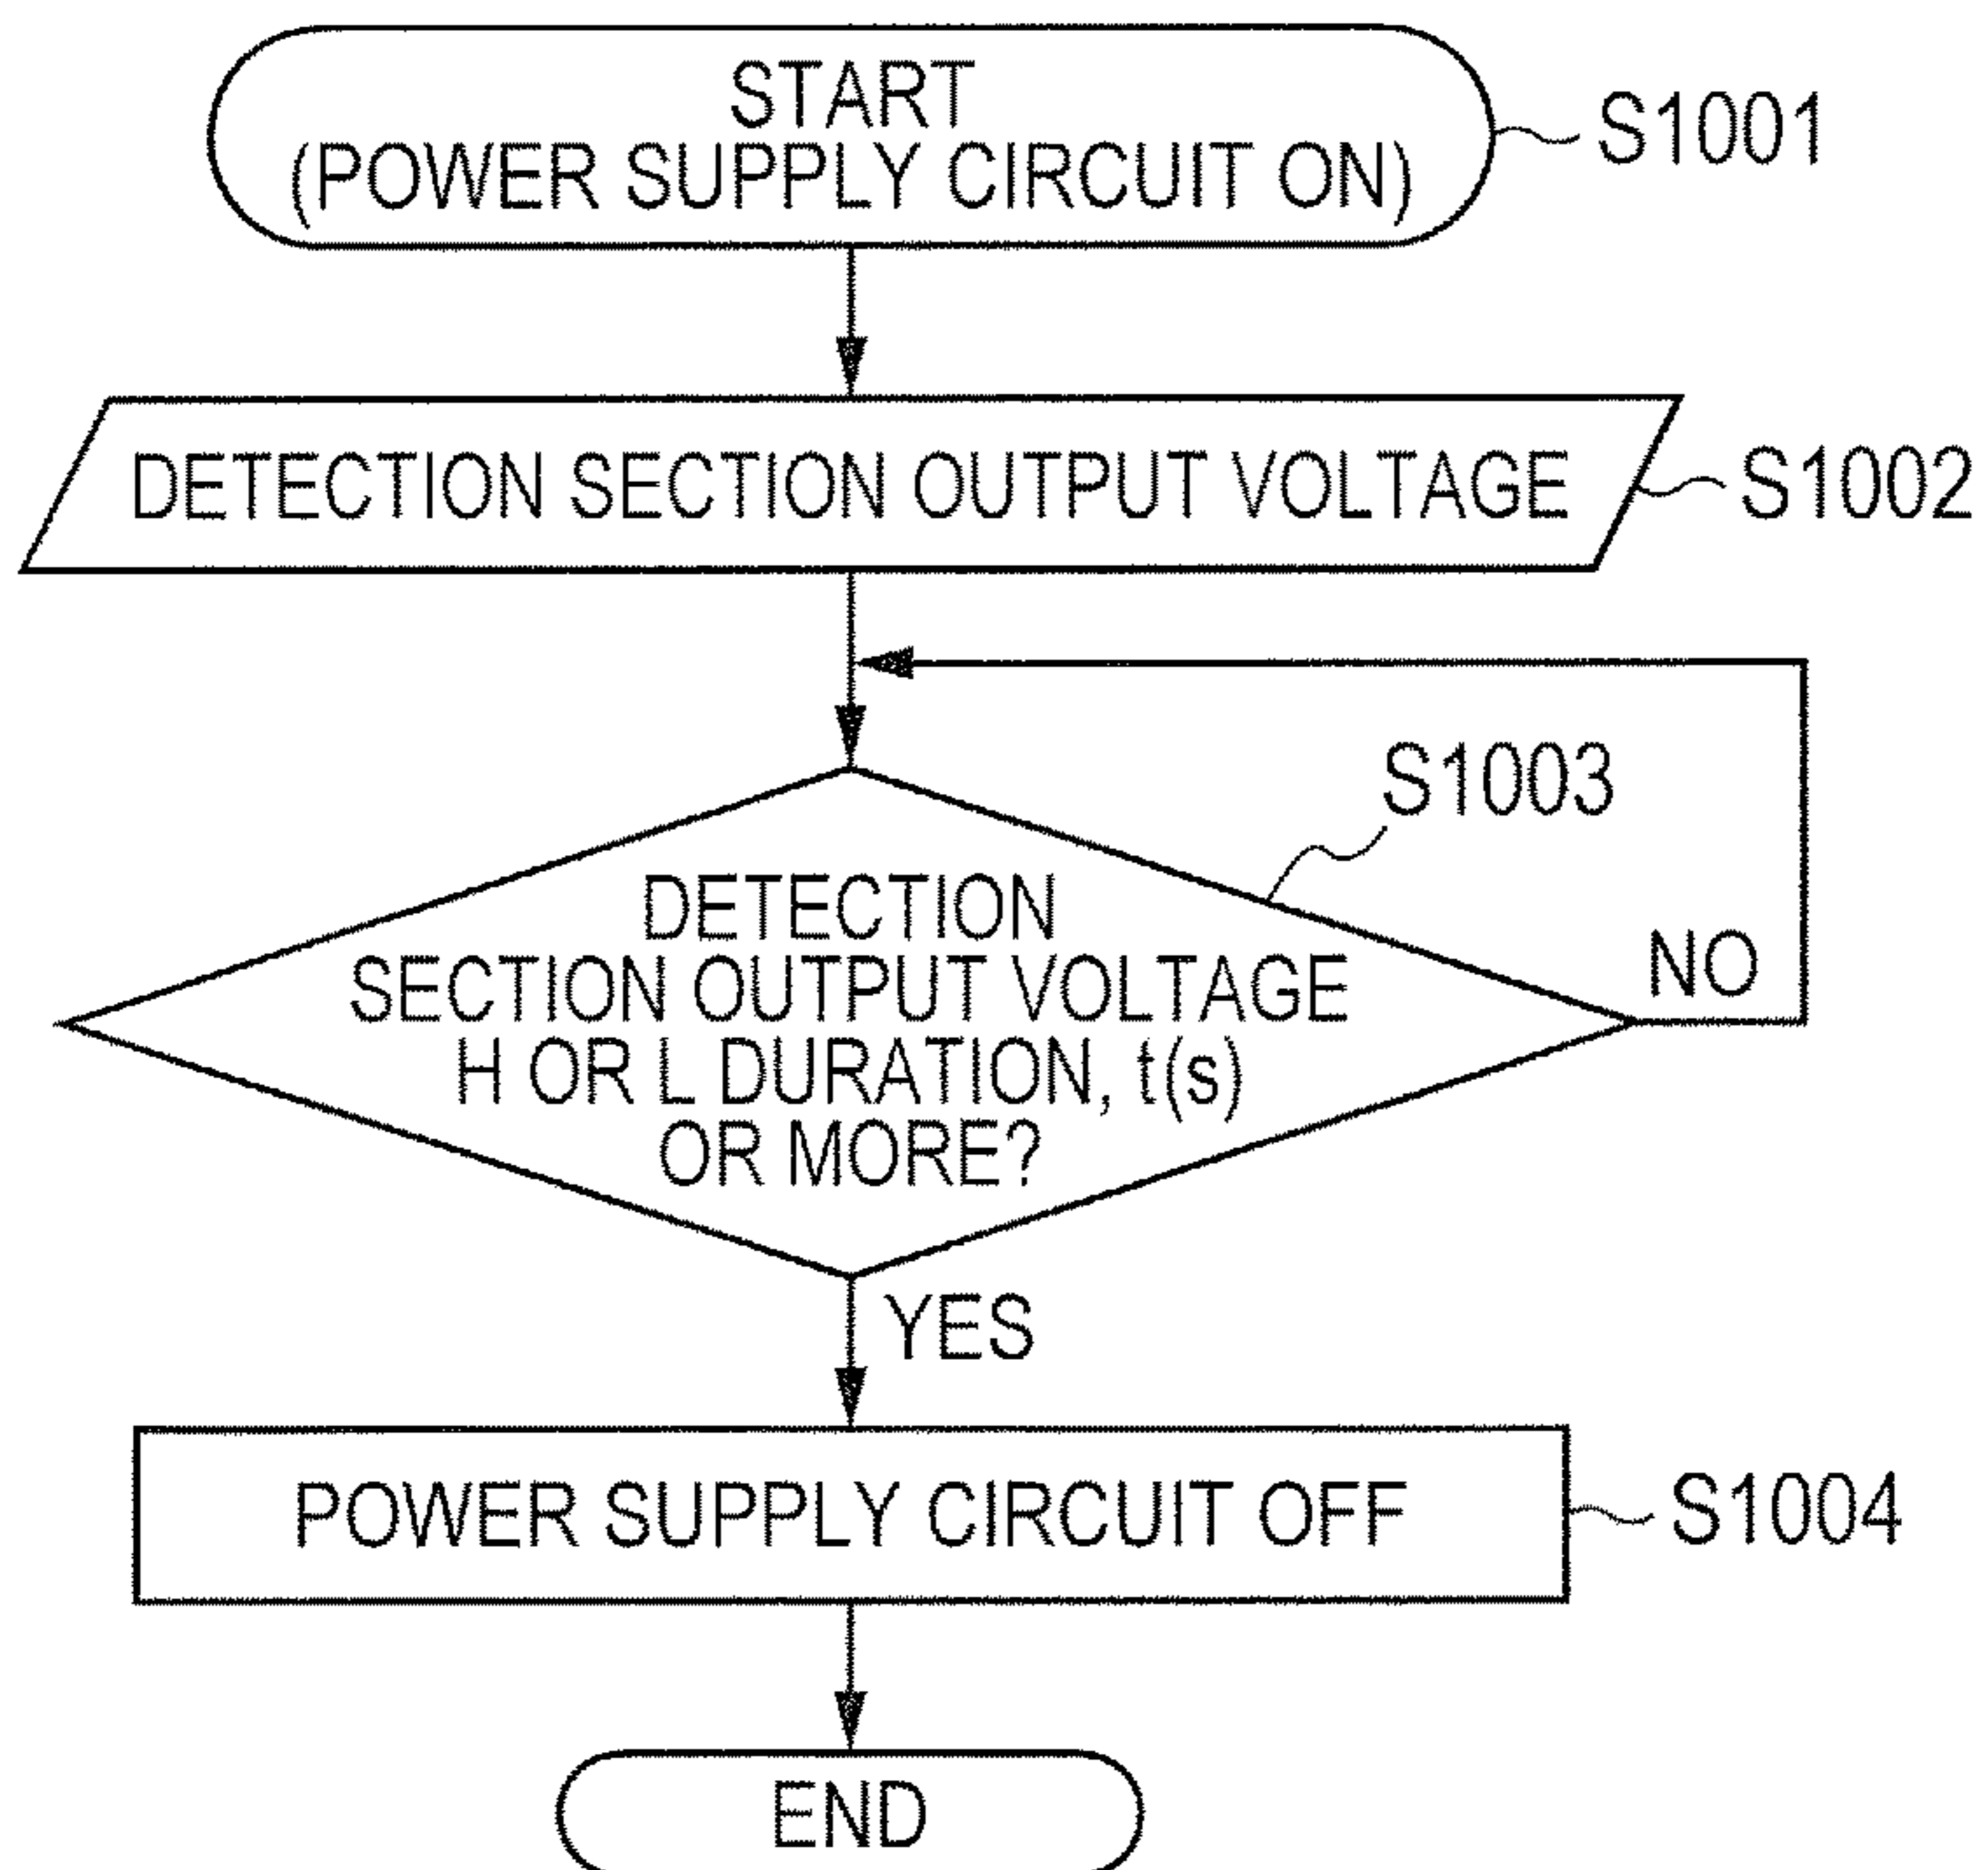 START
(POWER SUPPLY CIRCUIT ON)
S1001
DETECTION SECTION OUTPUT VOLTAGE
S1002
S1003
DETECTION
SECTION OUTPUT VOLTAGE
H OR L DURATION, t(s)
OR MORE?
NO
YES
POWER SUPPLY CIRCUIT OFF
S1004
END